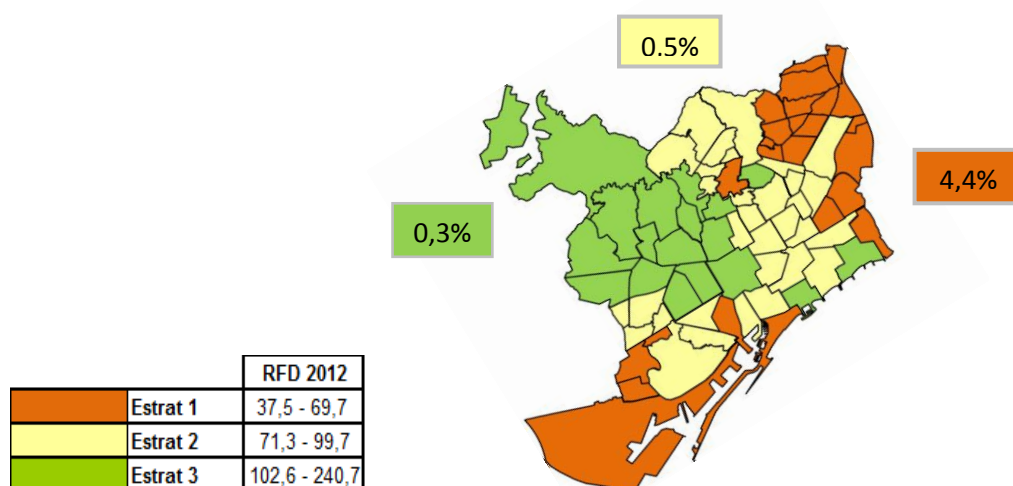 0.5%
4,4%
0,3%
RFD 2012
Estrat 1 37,5 - 69,7
Estrat 2 71,3 - 99,7
Estrat 3 102,6 - 240,7